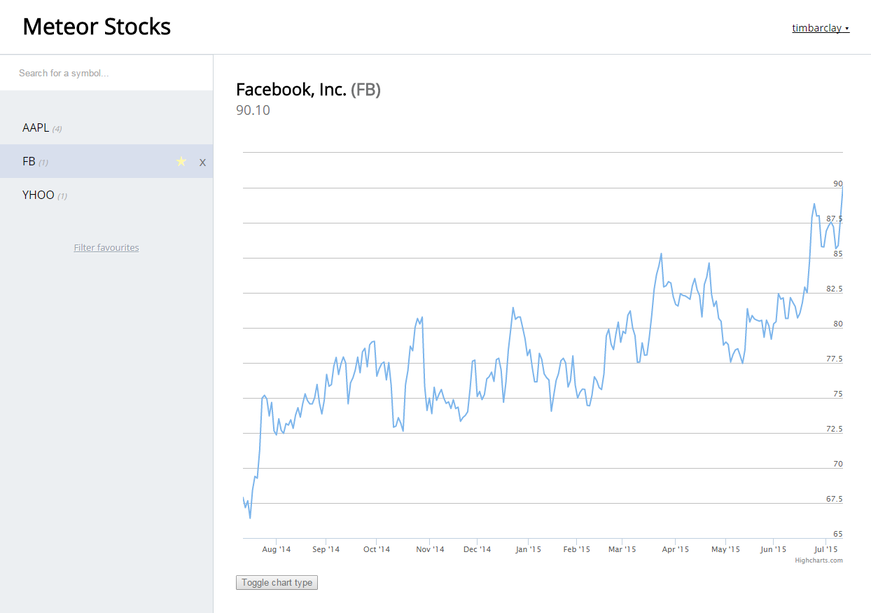 Meteor Stocks
timbarclay ▾
Search for a symbol...
AAPL (4)
FB (1) ★ x
YHOO (1)
Filter favourites
Facebook, Inc. (FB)
90.10
90
87.5
85
82.5
80
77.5
75
72.5
70
67.5
65
Aug '14 Sep '14 Oct '14 Nov '14 Dec '14 Jan '15 Feb '15 Mar '15 Apr '15 May '15 Jun '15 Jul '15
Highcharts.com
Toggle chart type